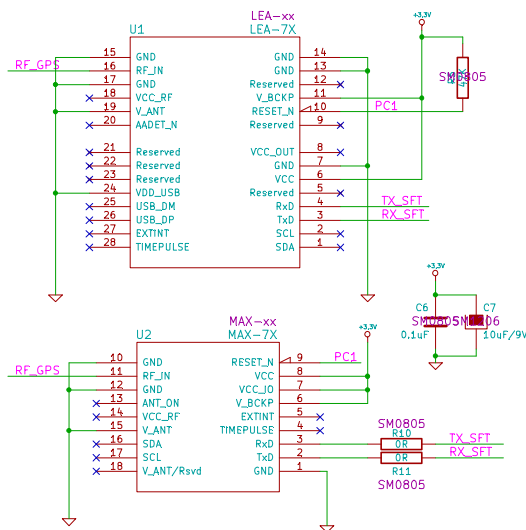 LEA-xx
U1 LEA-7X
+3.3V
15 GND GND 14
RF_GPS 16 RF_IN GND 13
17 GND Reserved 12
18 VCC_RF V_BCKP 11
19 V_ANT RESET_N 10 PC1
20 AADET_N Reserved 9
SM0805
21 Reserved VCC_OUT 8
22 Reserved GND 7
23 Reserved VCC 6
24 VDD_USB Reserved 5
25 USB_DM RxD 4 TX_SFT
26 USB_DP TxD 3 RX_SFT
27 EXTINT SCL 2
28 TIMEPULSE SDA 1
+3.3V
C6 C7
SM0805
0.1uF 10uF/9V
MAX-xx
U2 MAX-7X
+3.3V
10 GND RESET_N 9 PC1
RF_GPS 11 RF_IN VCC 8
12 GND VCC_IO 7
13 ANT_ON V_BCKP 6
14 VCC_RF EXTINT 5
15 V_ANT TIMEPULSE 4
16 SDA RxD 3
17 SCL TxD 2
18 V_ANT/Rsvd GND 1
SM0805
R10
0R TX_SFT
0R RX_SFT
R11
SM0805